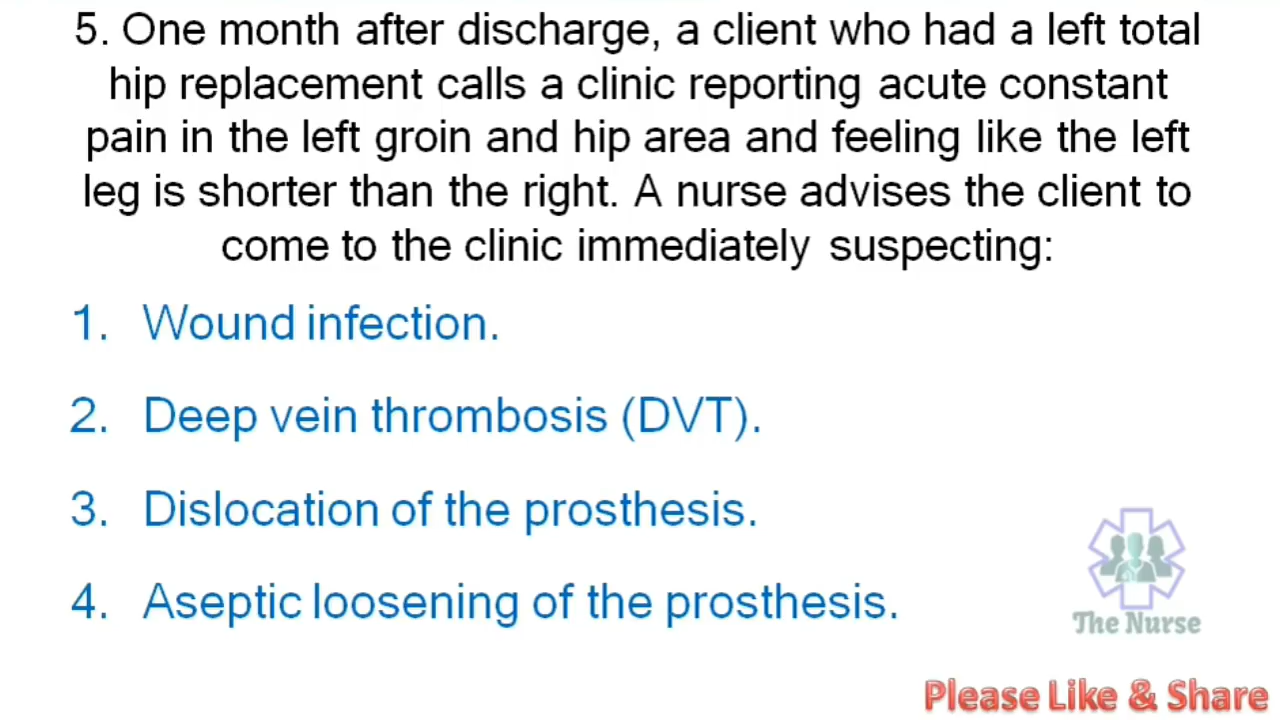 5. One month after discharge, a client who had a left total
hip replacement calls a clinic reporting acute constant
pain in the left groin and hip area and feeling like the left
leg is shorter than the right. A nurse advises the client to
come to the clinic immediately suspecting:
1. Wound infection.
2. Deep vein thrombosis (DVT).
3. Dislocation of the prosthesis.
4. Aseptic loosening of the prosthesis.
The Nurse
Please Like & Share